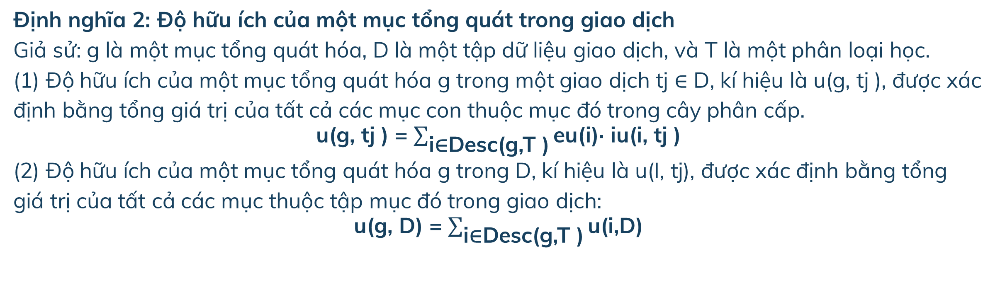 Định nghĩa 2: Độ hữu ích của một mục tổng quát trong giao dịch
Giả sử: g là một mục tổng quát hóa, D là một tập dữ liệu giao dịch, và T là một phân loại học.
(1) Độ hữu ích của một mục tổng quát hóa g trong một giao dịch tj ∈ D, kí hiệu là u(g, tj ), được xác
định bằng tổng giá trị của tất cả các mục con thuộc mục đó trong cây phân cấp.
u(g, tj ) = ∑i∈Desc(g,T ) eu(i)· iu(i, tj )
(2) Độ hữu ích của một mục tổng quát hóa g trong D, kí hiệu là u(I, tj), được xác định bằng tổng
giá trị của tất cả các mục thuộc tập mục đó trong giao dịch:
u(g, D) = ∑i∈Desc(g,T ) u(i,D)